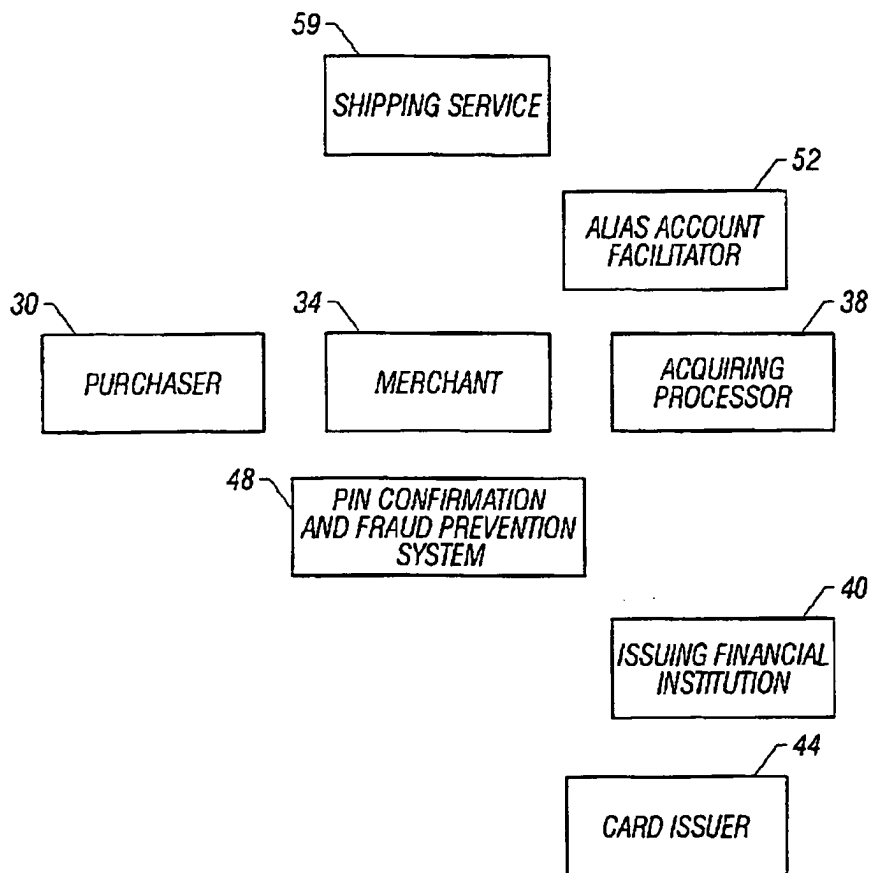 59
SHIPPING SERVICE
52
ALIAS ACCOUNT
FACILITATOR
30
PURCHASER
34
MERCHANT
38
ACQUIRING
PROCESSOR
48
PIN CONFIRMATION
AND FRAUD PREVENTION
SYSTEM
40
ISSUING FINANCIAL
INSTITUTION
44
CARD ISSUER